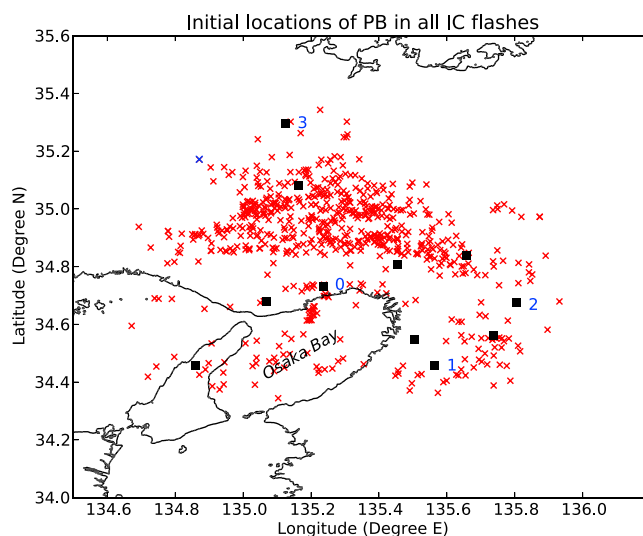 Initial locations of PB in all IC flashes
35.6
35.4
35.2
35.0
34.8
34.6
34.4
34.2
34.0
Latitude (Degree N)
3
0
2
1
Osaka Bay
134.6 134.8 135.0 135.2 135.4 135.6 135.8 136.0
Longitude (Degree E)